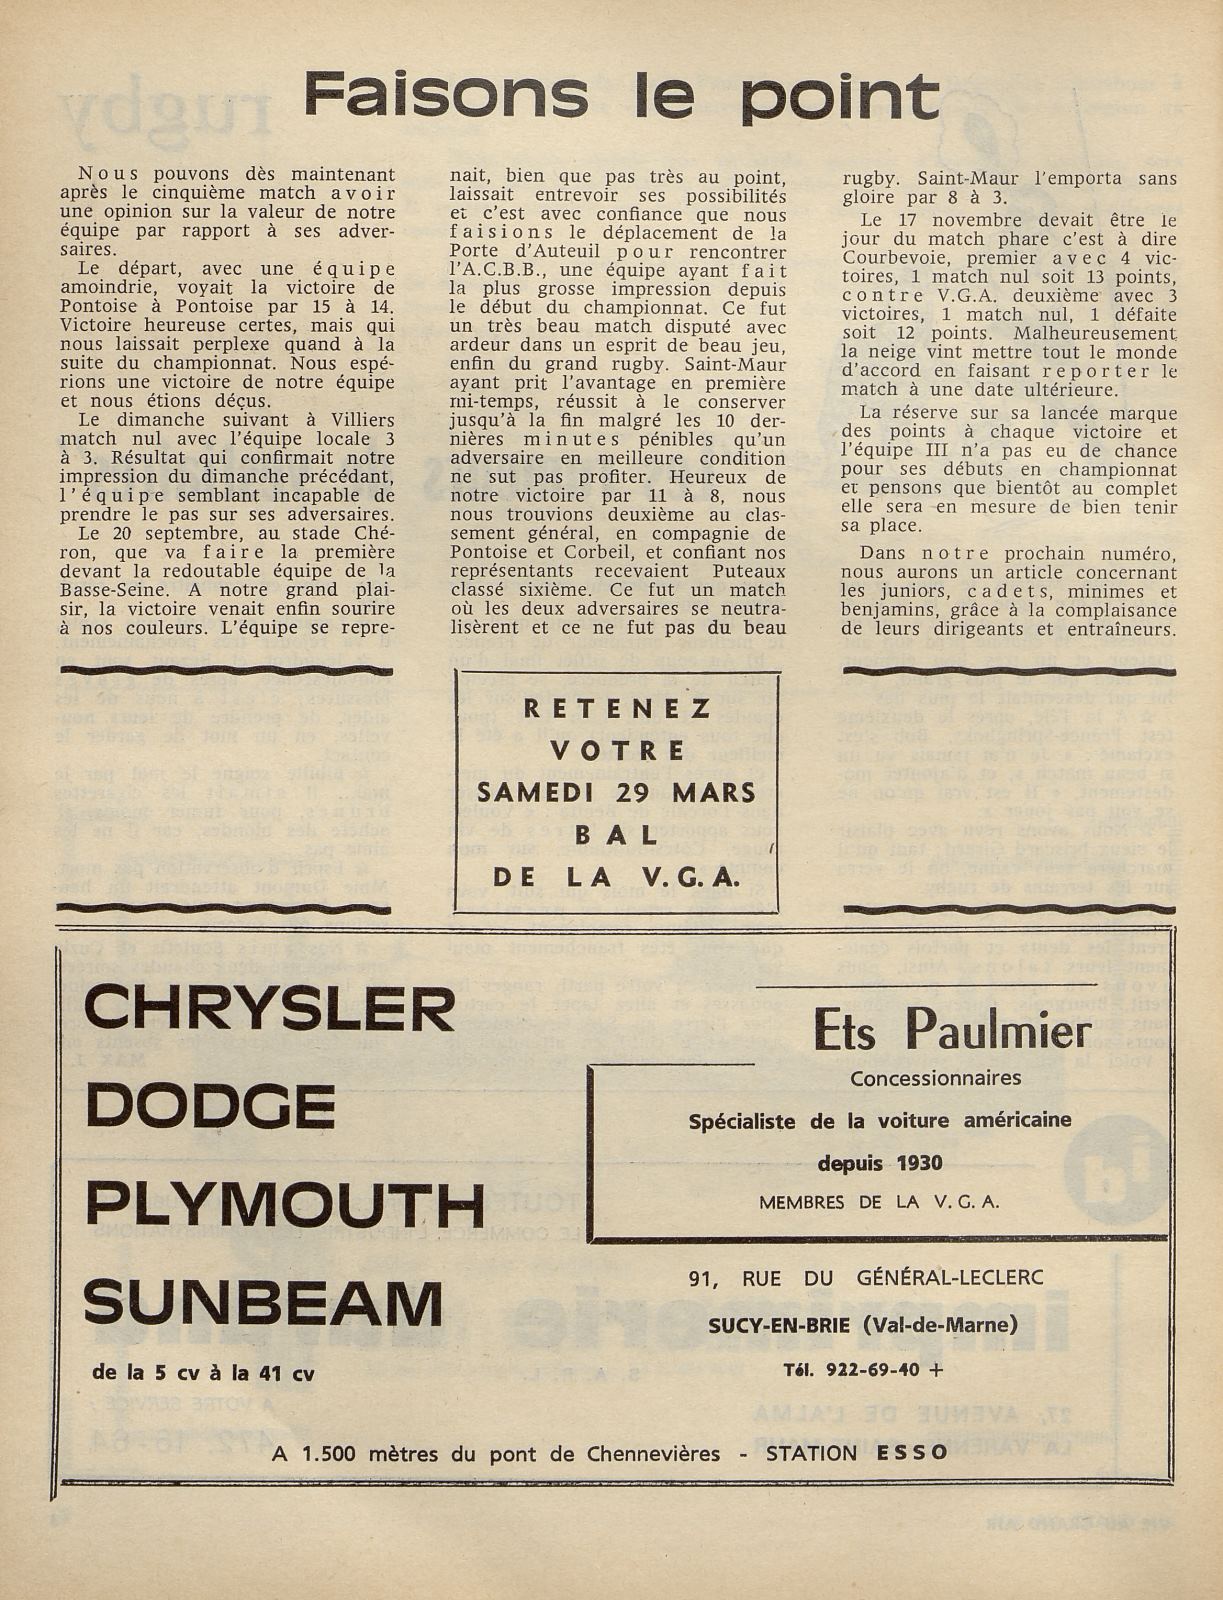 Faisons le point
Nous pouvons dès maintenant
après le cinquième match avoir
une opinion sur la valeur de notre
équipe par rapport à ses adver-
saires.
Le départ, avec une équipe
amoindrie, voyait la victoire de
Pontoise à Pontoise par 15 à 14.
Victoire heureuse certes, mais qui
nous laissait perplexe quand à la
suite du championnat. Nous espé-
rions une victoire de notre équipe
et nous étions déçus.
Le dimanche suivant à Villiers
match nul avec l'équipe locale 3
à 3. Résultat qui confirmait notre
impression du dimanche précédant,
l'équipe semblant incapable de
prendre le pas sur ses adversaires.
Le 20 septembre, au stade Ché-
ron, que va faire la première
devant la redoutable équipe de la
Basse-Seine. A notre grand plai-
sir, la victoire venait enfin sourire
à nos couleurs. L'équipe se repre-
nait, bien que pas très au point,
laissait entrevoir ses possibilités
et c'est avec confiance que nous
faisions le déplacement de la
Porte d'Auteuil pour rencontrer
l'A.C.B.B., une équipe ayant fait
la plus grosse impression depuis
le début du championnat. Ce fut
un très beau match disputé avec
ardeur dans un esprit de beau jeu,
enfin du grand rugby. Saint-Maur
ayant prit l'avantage en première
mi-temps, réussit à le conserver
jusqu'à la fin malgré les 10 der-
nières minutes pénibles qu'un
adversaire en meilleure condition
ne sut pas profiter. Heureux de
notre victoire par 11 à 8, nous
nous trouvions deuxième au clas-
sement général, en compagnie de
Pontoise et Corbeil, et confiant nos
représentants recevaient Puteaux
classé sixième. Ce fut un match
où les deux adversaires se neutra-
lisèrent et ce ne fut pas du beau
rugby. Saint-Maur l'emporta sans
gloire par 8 à 3.
Le 17 novembre devait être le
jour du match phare c'est à dire
Courbevoie, premier avec 4 vic-
toires, 1 match nul soit 13 points,
contre V.G.A. deuxième avec 3
victoires, 1 match nul, 1 défaite
soit 12 points. Malheureusement
la neige vint mettre tout le monde
d'accord en faisant reporter le
match à une date ultérieure.
La réserve sur sa lancée marque
des points à chaque victoire et
l'équipe III n'a pas eu de chance
pour ses débuts en championnat
et pensons que bientôt au complet
elle sera en mesure de bien tenir
sa place.
Dans notre prochain numéro,
nous aurons un article concernant
les juniors, cadets, minimes et
benjamins, grâce à la complaisance
de leurs dirigeants et entraîneurs.
RETENEZ
VOTRE
SAMEDI 29 MARS
BAL
DE LA V.G.A.
CHRYSLER
DODGE
PLYMOUTH
SUNBEAM
de la 5 cv à la 41 cv
Ets Paulmier
Concessionnaires
Spécialiste de la voiture américaine
depuis 1930
MEMBRES DE LA V.G.A.
91, RUE DU GÉNÉRAL-LECLERC
SUCY-EN-BRIE (Val-de-Marne)
Tél. 922-69-40 +
A 1.500 mètres du pont de Chennevières - STATION ESSO